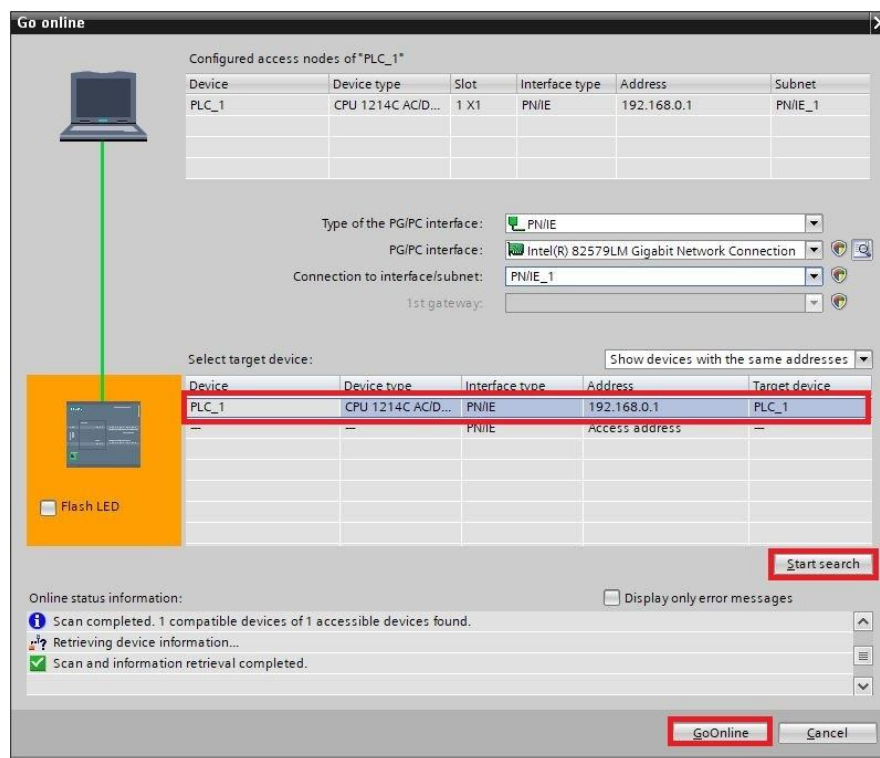 Go online
Configured access nodes of "PLC_1"
Device Device type Slot Interface type Address Subnet
PLC_1 CPU 1214C AC/D... 1 X1 PN/IE 192.168.0.1 PN/IE_1
Type of the PG/PC interface: PN/IE
PG/PC interface: Intel(R) 82579LM Gigabit Network Connection
Connection to interface/subnet: PN/IE_1
1st gateway:
Select target device: Show devices with the same addresses
Device Device type Interface type Address Target device
PLC_1 CPU 1214C AC/D... PN/IE 192.168.0.1 PLC_1
— — PN/IE Access address —
Flash LED
Start search
Online status information: Display only error messages
Scan completed. 1 compatible devices of 1 accessible devices found.
Retrieving device information...
Scan and information retrieval completed.
GoOnline Cancel